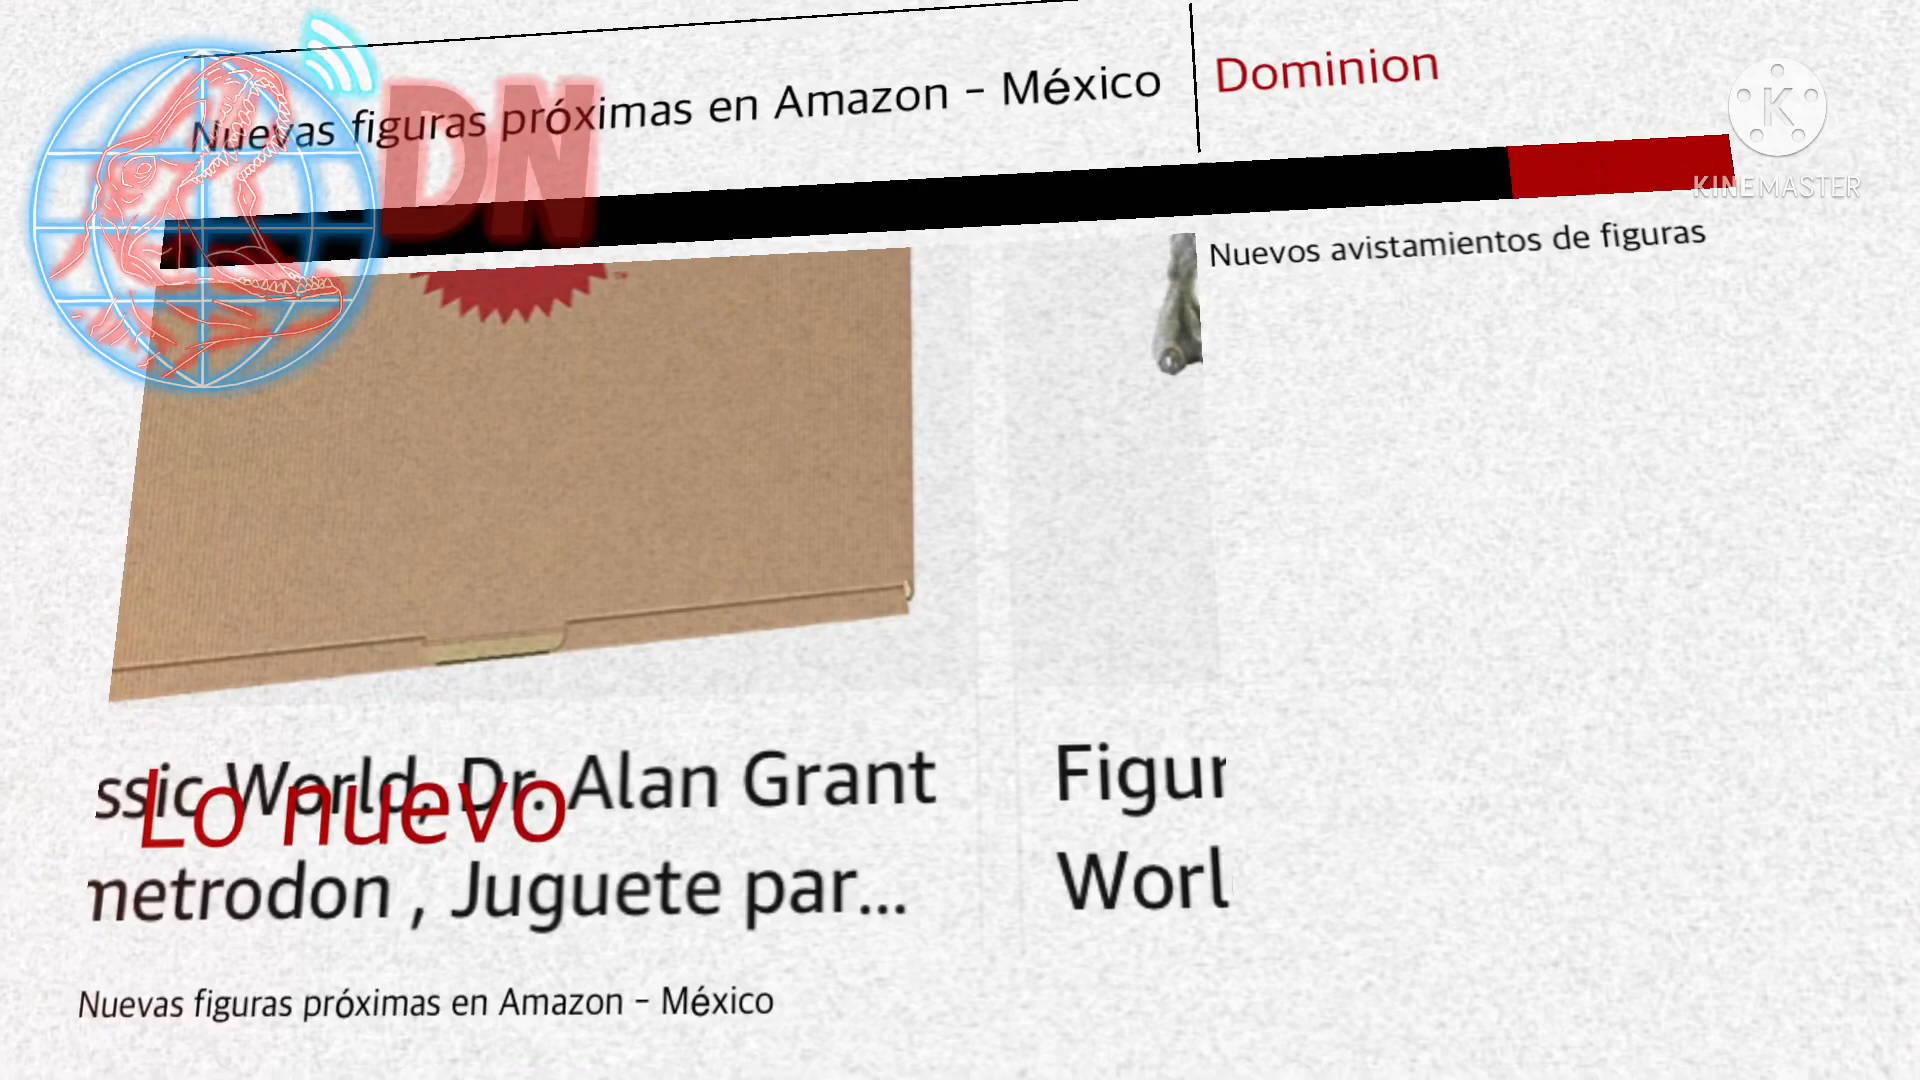 Nuevas figuras próximas en Amazon - México
Dominion
DN
KINEMASTER
Nuevos avistamientos de figuras
ssic World, Dr. Alan Grant
Lo nuevo
metrodon , Juguete par...
Figur
Worl
Nuevas figuras próximas en Amazon - México